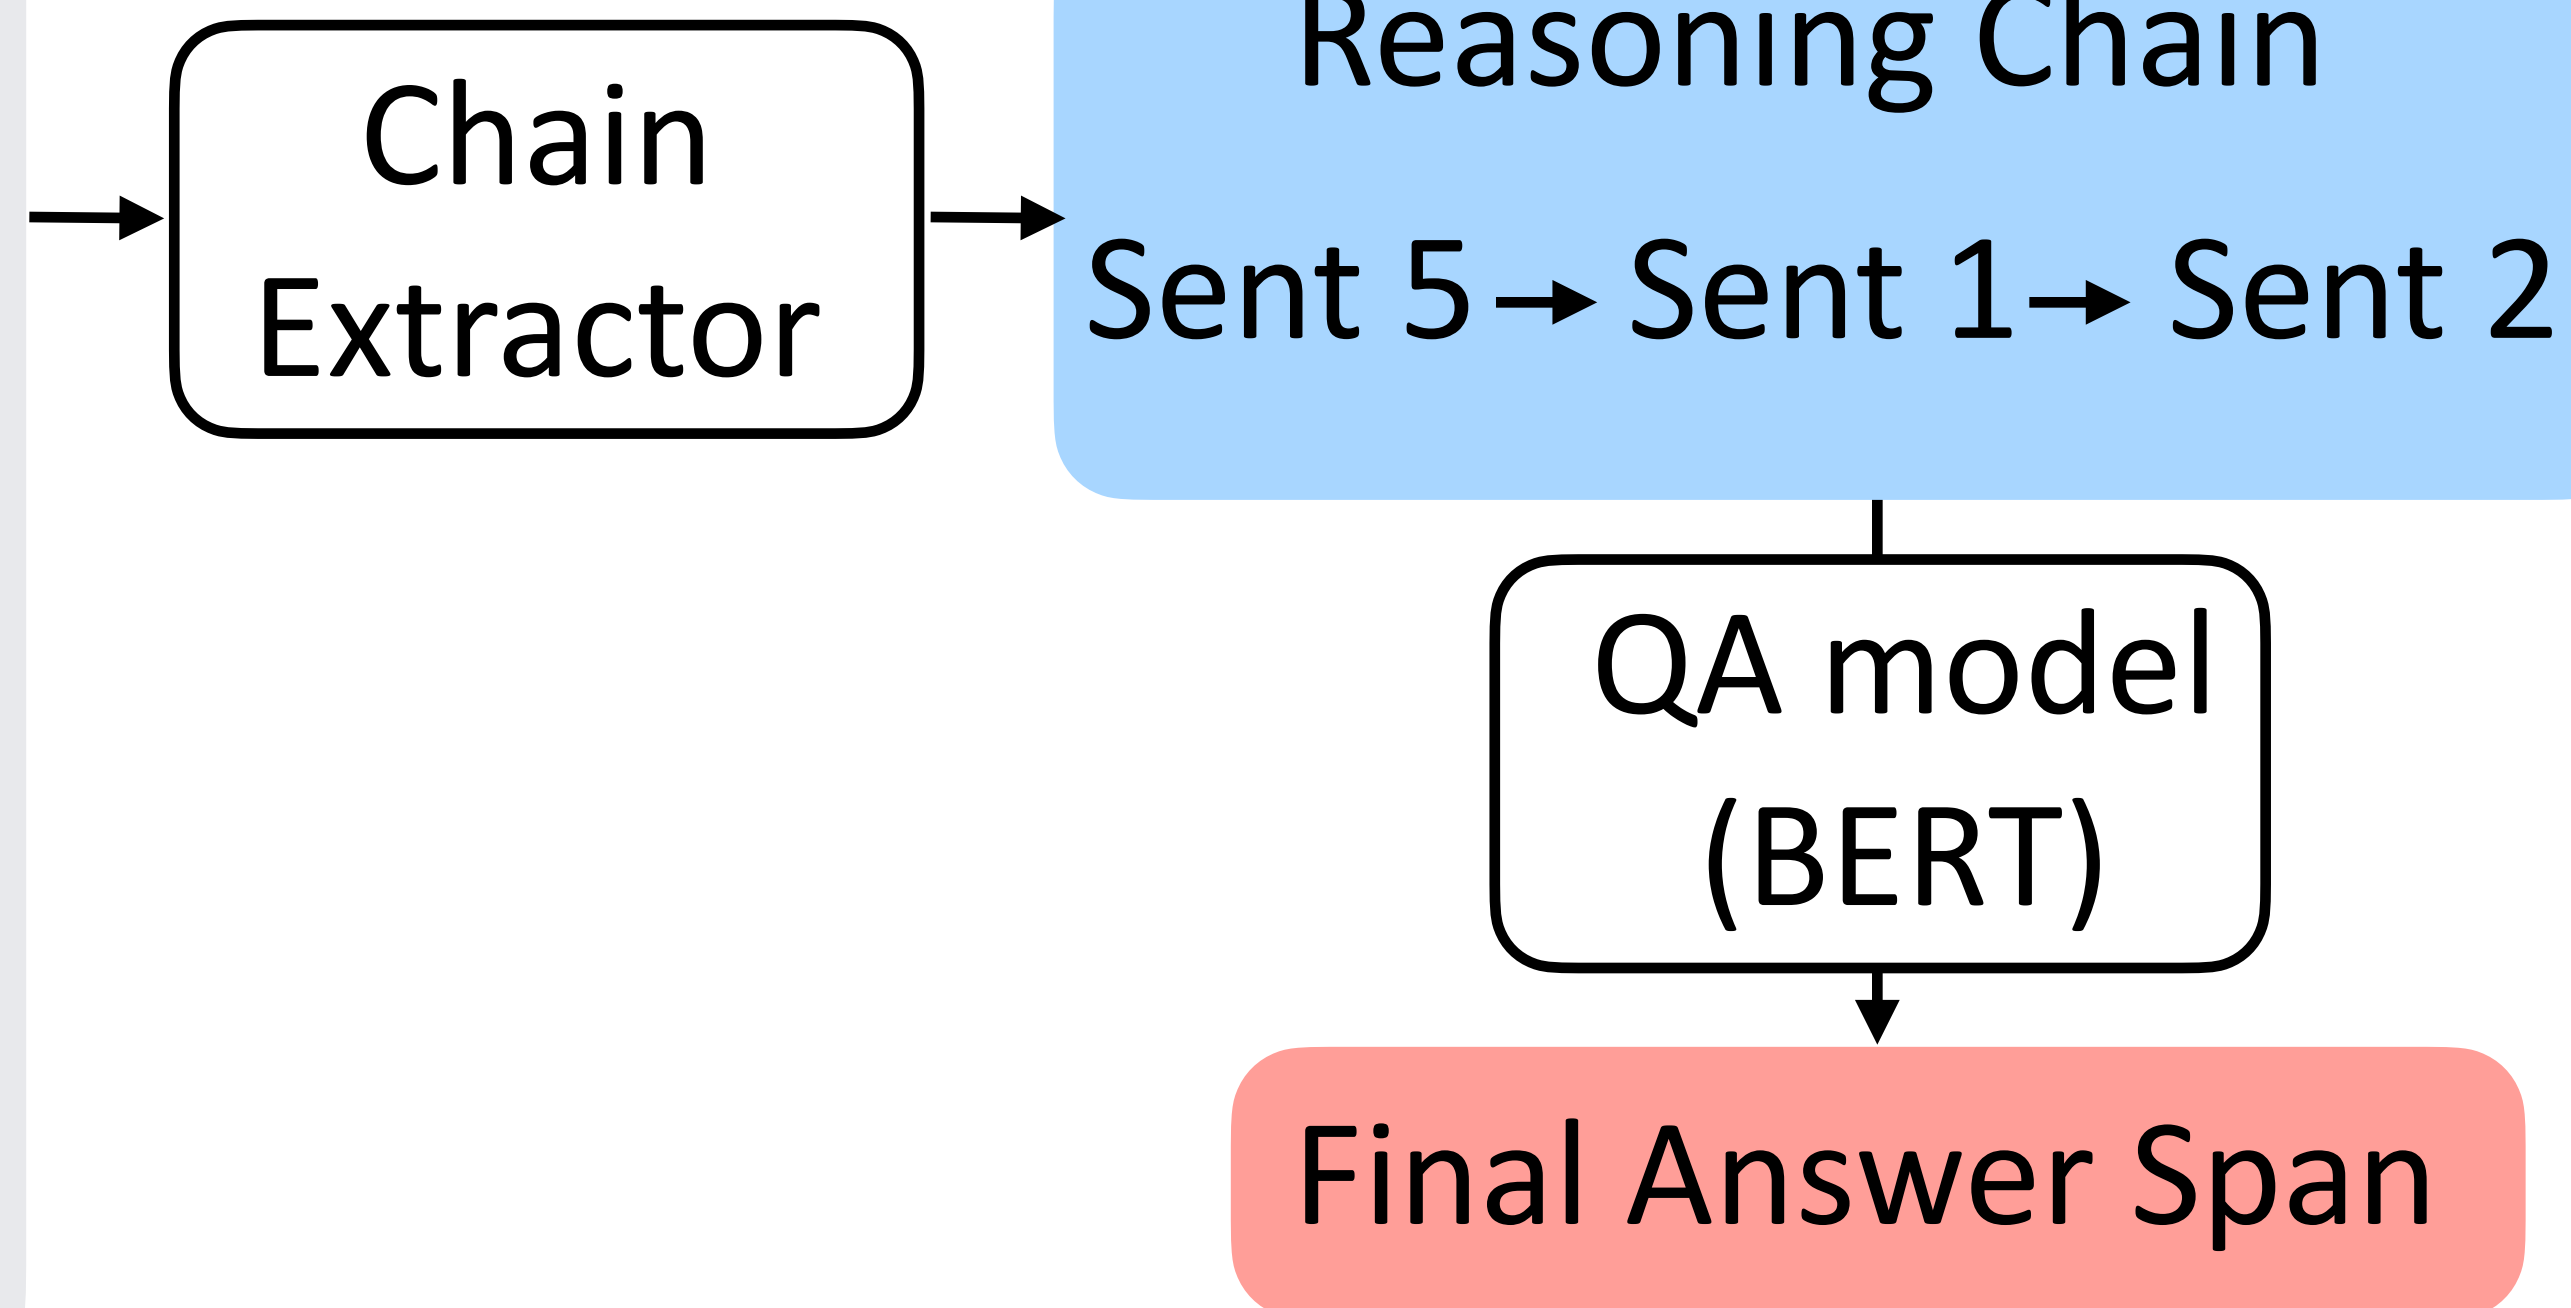 Chain
Extractor
Reasoning Chain
Sent 5 → Sent 1 → Sent 2
QA model
(BERT)
Final Answer Span